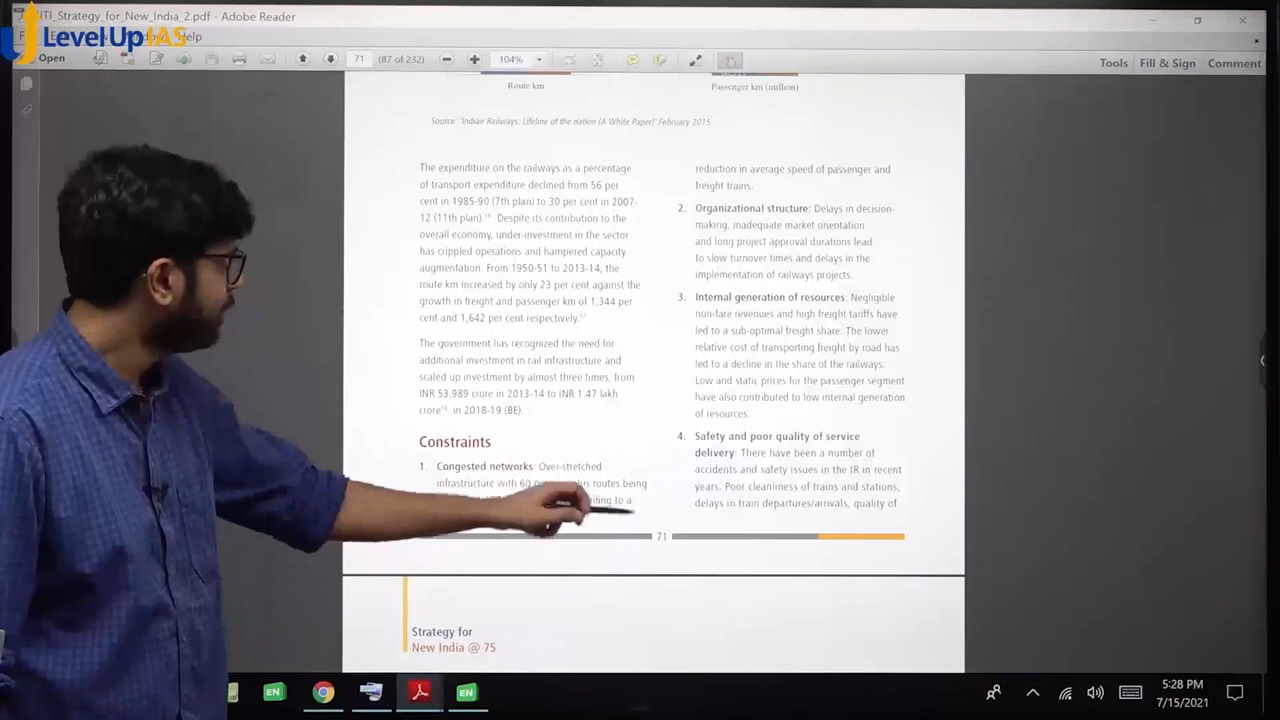 ITI_Strategy_for_New_India_2.pdf - Adobe Reader
LevelUp IAS
elp
Open
71
(87 of 232)
104%
Tools
Fill & Sign
Comment
Route km
Passenger km (million)
Source: 'Indian Railways: Lifeline of the nation (A White Paper)' February 2015
The expenditure on the railways as a percentage
of transport expenditure declined from 56 per
cent in 1985-90 (7th plan) to 30 per cent in 2007-
12 (11th plan).16 Despite its contribution to the
overall economy, under-investment in the sector
has crippled operations and hampered capacity
augmentation. From 1950-51 to 2013-14, the
route km increased by only 23 per cent against the
growth in freight and passenger km of 1,344 per
cent and 1,642 per cent respectively.17
The government has recognized the need for
additional investment in rail infrastructure and
scaled up investment by almost three times, from
INR 53,989 crore in 2013-14 to INR 1.47 lakh
crore18 in 2018-19 (BE).
Constraints
1. Congested networks: Over-stretched
infrastructure with 60 routes being
to a
reduction in average speed of passenger and
freight trains.
2. Organizational structure: Delays in decision-
making, inadequate market orientation
and long project approval durations lead
to slow turnover times and delays in the
implementation of railways projects.
3. Internal generation of resources: Negligible
non-fare revenues and high freight tariffs have
led to a sub-optimal freight share. The lower
relative cost of transporting freight by road has
led to a decline in the share of the railways.
Low and static prices for the passenger segment
have also contributed to low internal generation
of resources.
4. Safety and poor quality of service
delivery: There have been a number of
accidents and safety issues in the IR in recent
years. Poor cleanliness of trains and stations,
delays in train departures/arrivals, quality of
71
Strategy for
New India @ 75
EN
EN
5:28 PM
7/15/2021